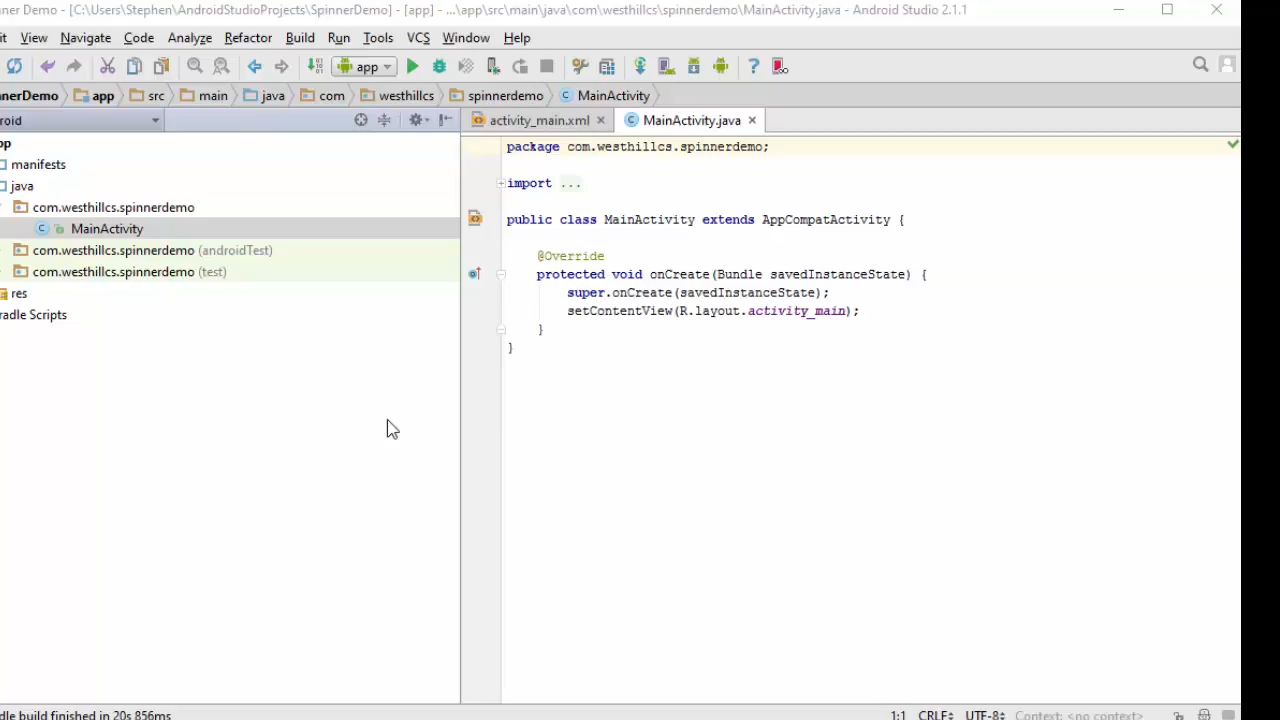 nner Demo - [C:\Users\Stephen\AndroidStudioProjects\SpinnerDemo] - [app] - ...\app\src\main\java\com\westhillcs\spinnerdemo\MainActivity.java - Android Studio 2.1.1
it View Navigate Code Analyze Refactor Build Run Tools VCS Window Help
app
nnerDemo app src main java com westhillcs spinnerdemo MainActivity
roid
activity_main.xml MainActivity.java
pp
manifests
java
com.westhillcs.spinnerdemo
MainActivity
com.westhillcs.spinnerdemo (androidTest)
com.westhillcs.spinnerdemo (test)
res
radle Scripts
package com.westhillcs.spinnerdemo;
import ...
public class MainActivity extends AppCompatActivity {
@Override
protected void onCreate(Bundle savedInstanceState) {
super.onCreate(savedInstanceState);
setContentView(R.layout.activity_main);
}
}
dle build finished in 20s 856ms
1:1 CRLF UTF-8 Context: <no context>